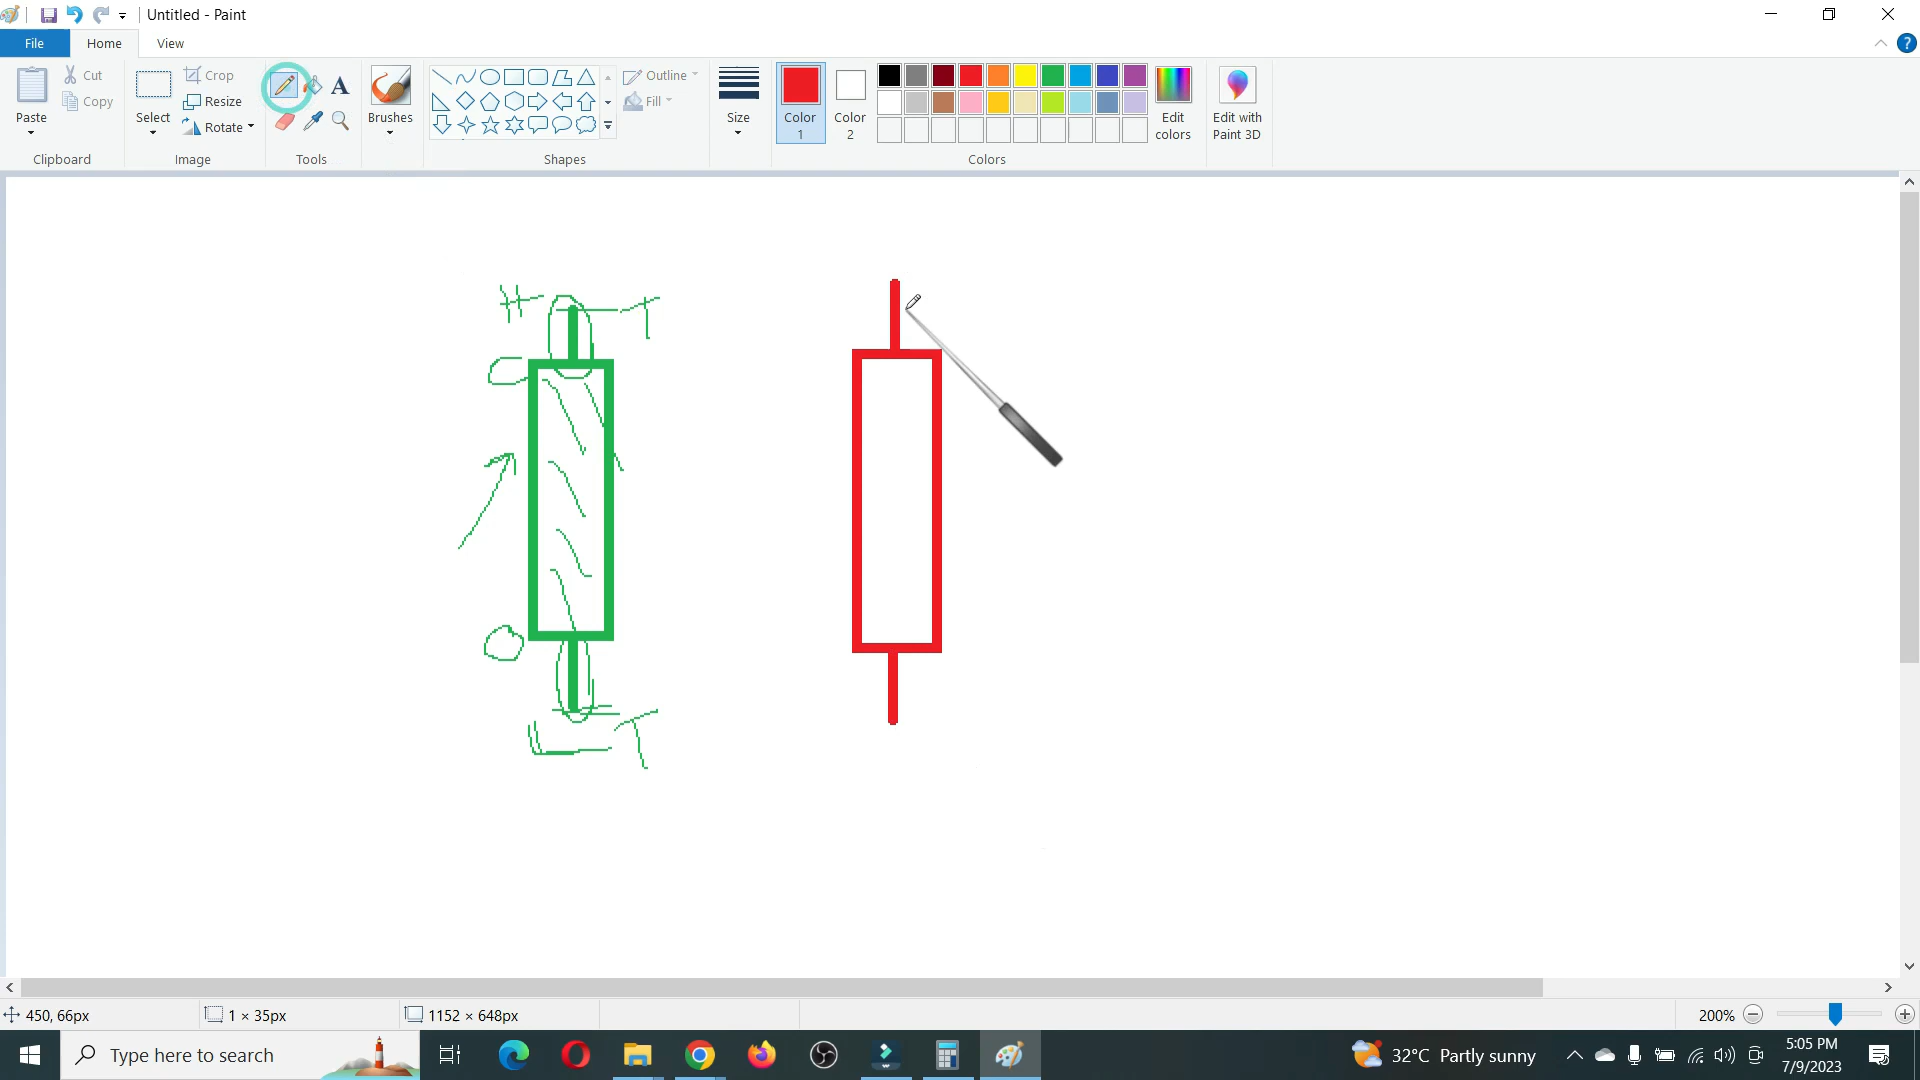 Untitled - Paint
File Home View
Paste
Cut
Copy
Clipboard
Select
Crop
Resize
Rotate
Image
Tools
Brushes
Shapes
Outline
Fill
Size
Color 1
Color 2
Colors
Edit colors
Edit with Paint 3D
?
A
H
C
O
L
450, 66px
1 × 35px
1152 × 648px
200%
Type here to search
32°C Partly sunny
5:05 PM
7/9/2023